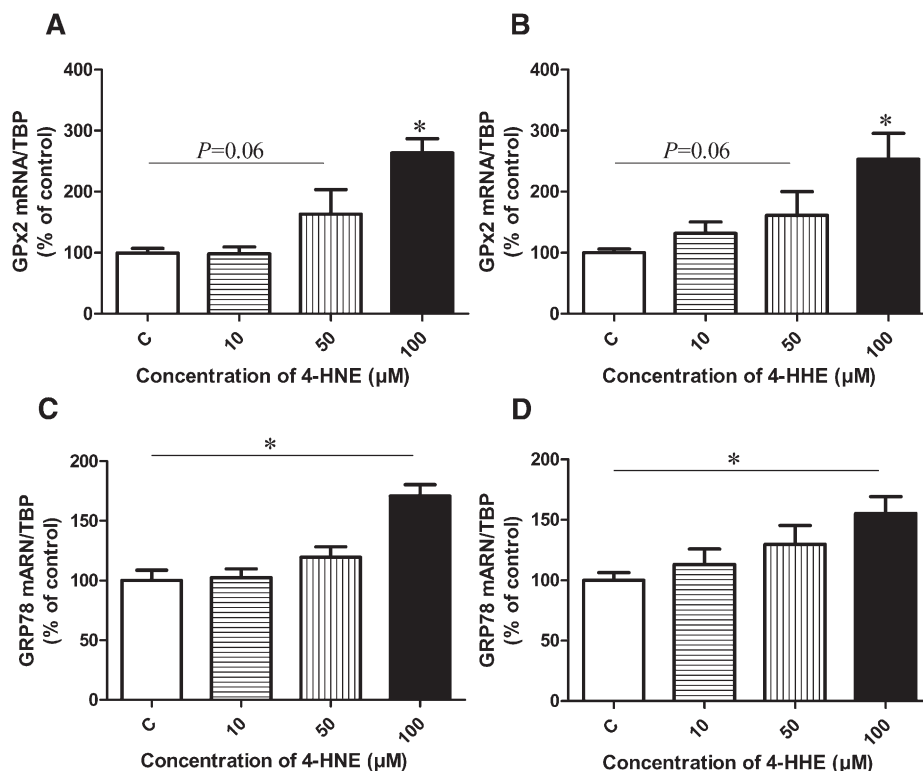 A
GPx2 mRNA/TBP
(% of control)
400
300
200
100
0
P=0.06
*
C
10
50
100
Concentration of 4-HNE (µM)
B
GPx2 mRNA/TBP
(% of control)
400
300
200
100
0
P=0.06
*
C
10
50
100
Concentration of 4-HHE (µM)
C
GRP78 mARN/TBP
(% of control)
200
150
100
50
0
*
C
10
50
100
Concentration of 4-HNE (µM)
D
GRP78 mARN/TBP
(% of control)
200
150
100
50
0
*
C
10
50
100
Concentration of 4-HHE (µM)